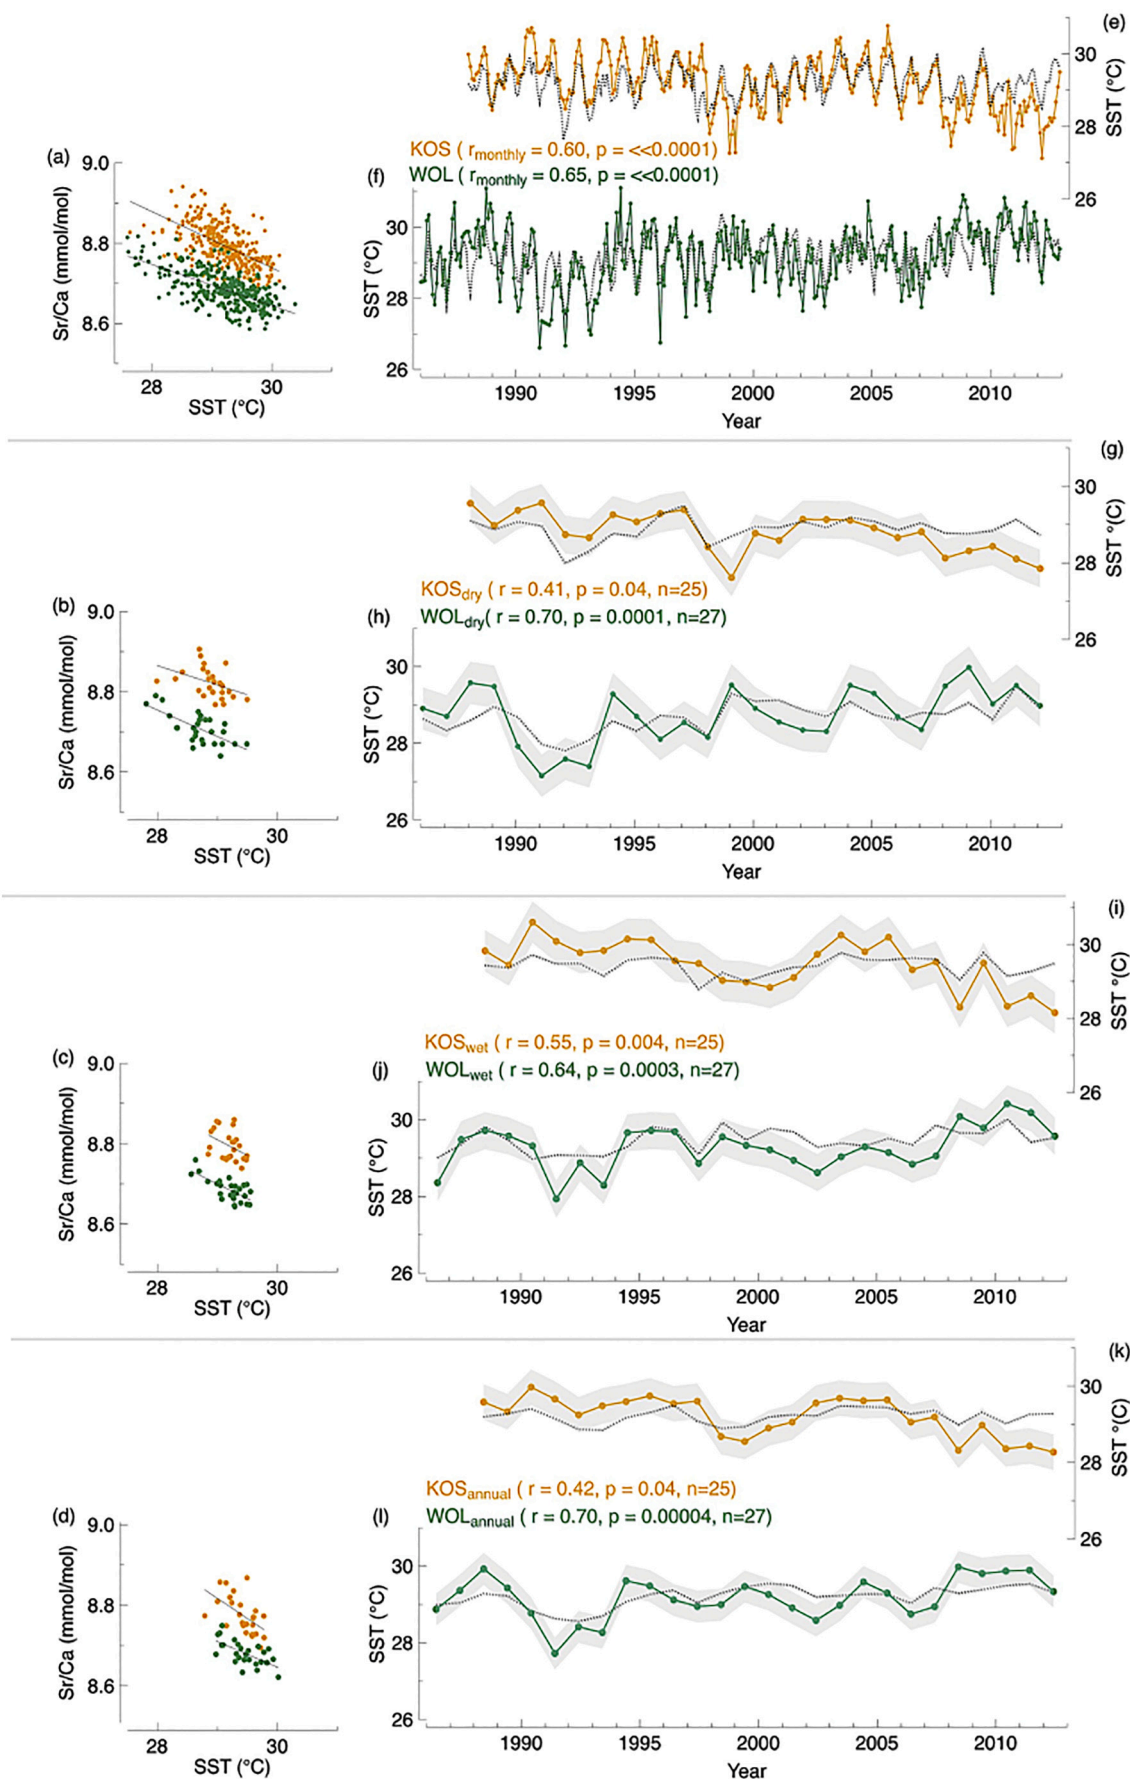 (e)
30
28
26
SST (°C)
KOS ( rmonthly = 0.60, p = <<0.0001)
(a)
9.0
8.8
8.6
Sr/Ca (mmol/mol)
28 30
SST (°C)
(f)
WOL ( rmonthly = 0.65, p = <<0.0001)
30
28
26
SST (°C)
1990 1995 2000 2005 2010
Year
(g)
30
28
26
SST °(C)
KOSdry ( r = 0.41, p = 0.04, n=25)
(b)
9.0
8.8
8.6
Sr/Ca (mmol/mol)
28 30
SST (°C)
(h)
WOLdry( r = 0.70, p = 0.0001, n=27)
30
28
26
SST (°C)
1990 1995 2000 2005 2010
Year
(i)
30
28
26
SST °(C)
KOSwet ( r = 0.55, p = 0.004, n=25)
(c)
9.0
8.8
8.6
Sr/Ca (mmol/mol)
28 30
SST (°C)
(j)
WOLwet ( r = 0.64, p = 0.0003, n=27)
30
28
26
SST (°C)
1990 1995 2000 2005 2010
Year
(k)
30
28
26
SST °(C)
KOSannual ( r = 0.42, p = 0.04, n=25)
(d)
9.0
8.8
8.6
Sr/Ca (mmol/mol)
28 30
SST (°C)
(l)
WOLannual ( r = 0.70, p = 0.00004, n=27)
30
28
26
SST (°C)
1990 1995 2000 2005 2010
Year